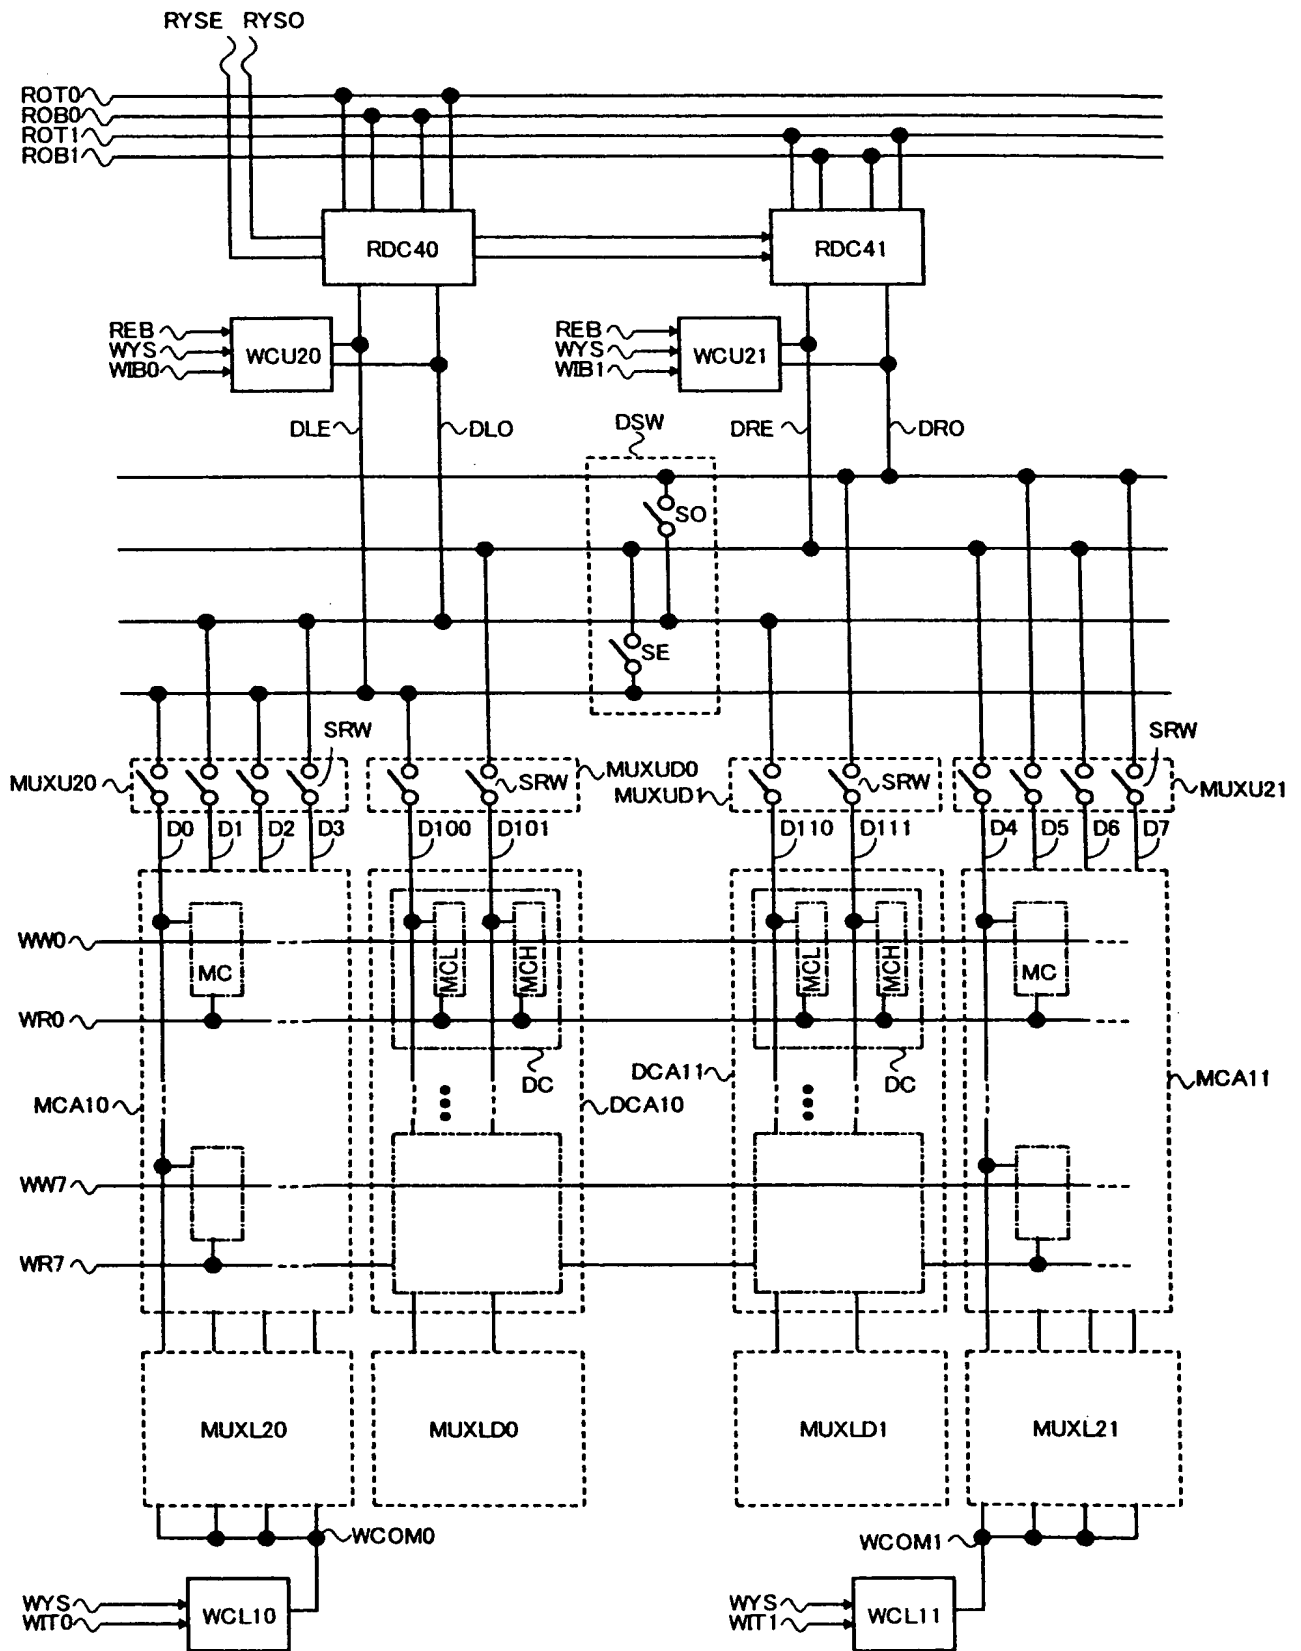 RYSE RYSO
ROT0
ROB0
ROT1
ROB1
RDC40 RDC41
REB REB
WYS WCU20 WYS WCU21
WIB0 WIB1
DLE DLO DSW DRE DRO
SO
SE
SRW SRW
MUXU20 SRW MUXUD0 SRW MUXU21
MUXUD1
D0 D1 D2 D3 D100 D101 D110 D111 D4 D5 D6 D7
WW0
MC MCL MCH MCL MCH MC
WR0
DC DCA11 DC MCA11
MCA10 DCA10
WW7
WR7
MUXL20 MUXLD0 MUXLD1 MUXL21
WCOM0 WCOM1
WYS WYS
WIT0 WCL10 WIT1 WCL11